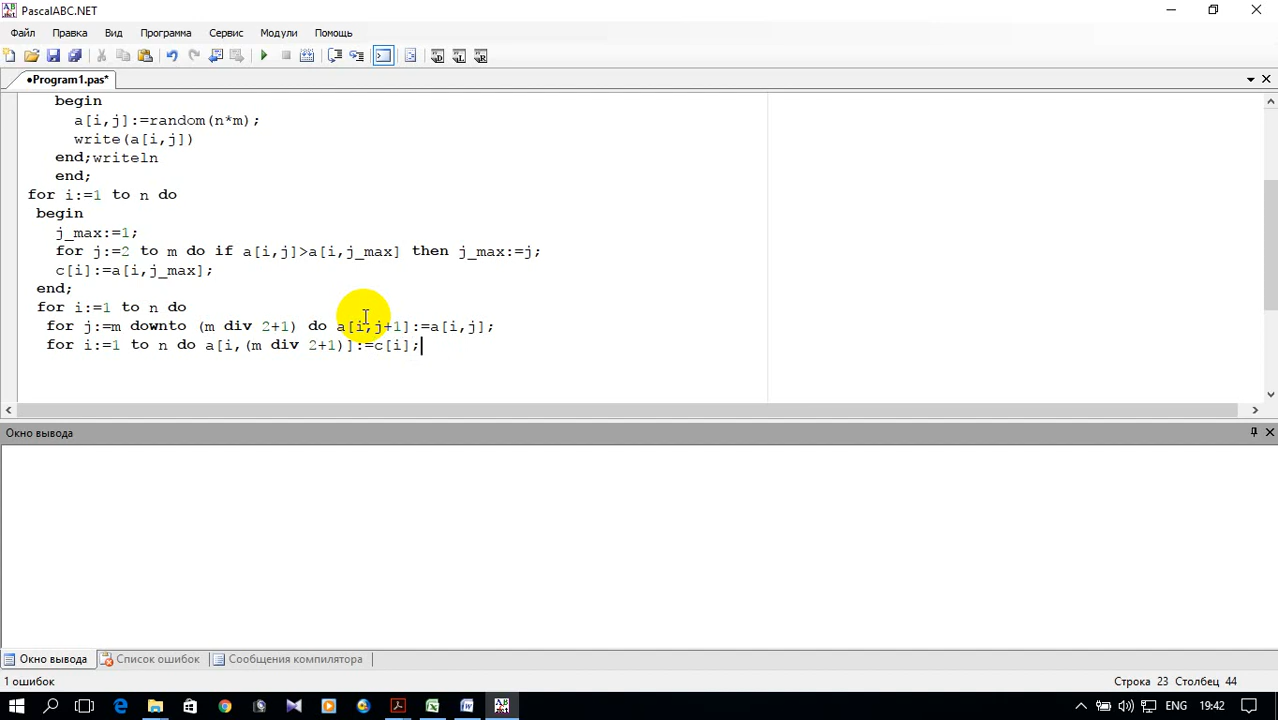 PascalABC.NET
Файл Правка Вид Программа Сервис Модули Помощь
•Program1.pas*
begin
a[i,j]:=random(n*m);
write(a[i,j])
end;writeln
end;
for i:=1 to n do
begin
j_max:=1;
for j:=2 to m do if a[i,j]>a[i,j_max] then j_max:=j;
c[i]:=a[i,j_max];
end;
for i:=1 to n do
for j:=m downto (m div 2+1) do a[i,j+1]:=a[i,j];
for i:=1 to n do a[i,(m div 2+1)]:=c[i];
Окно вывода
Окно вывода Список ошибок Сообщения компилятора
1 ошибок Строка 23 Столбец 44
ENG 19:42